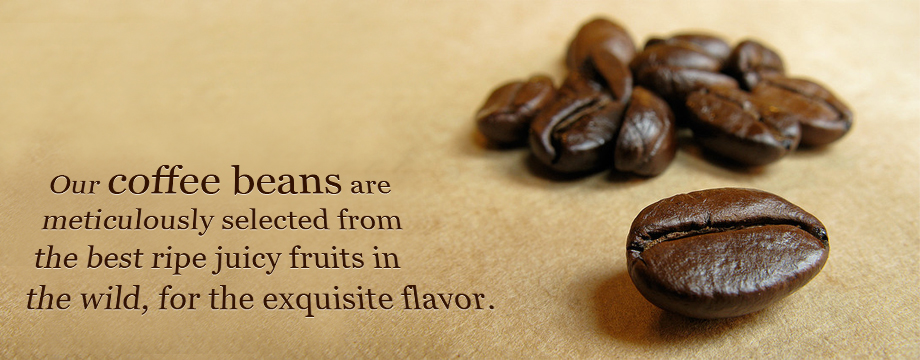 Our coffee beans are
meticulously selected from
the best ripe juicy fruits in
the wild, for the exquisite flavor.